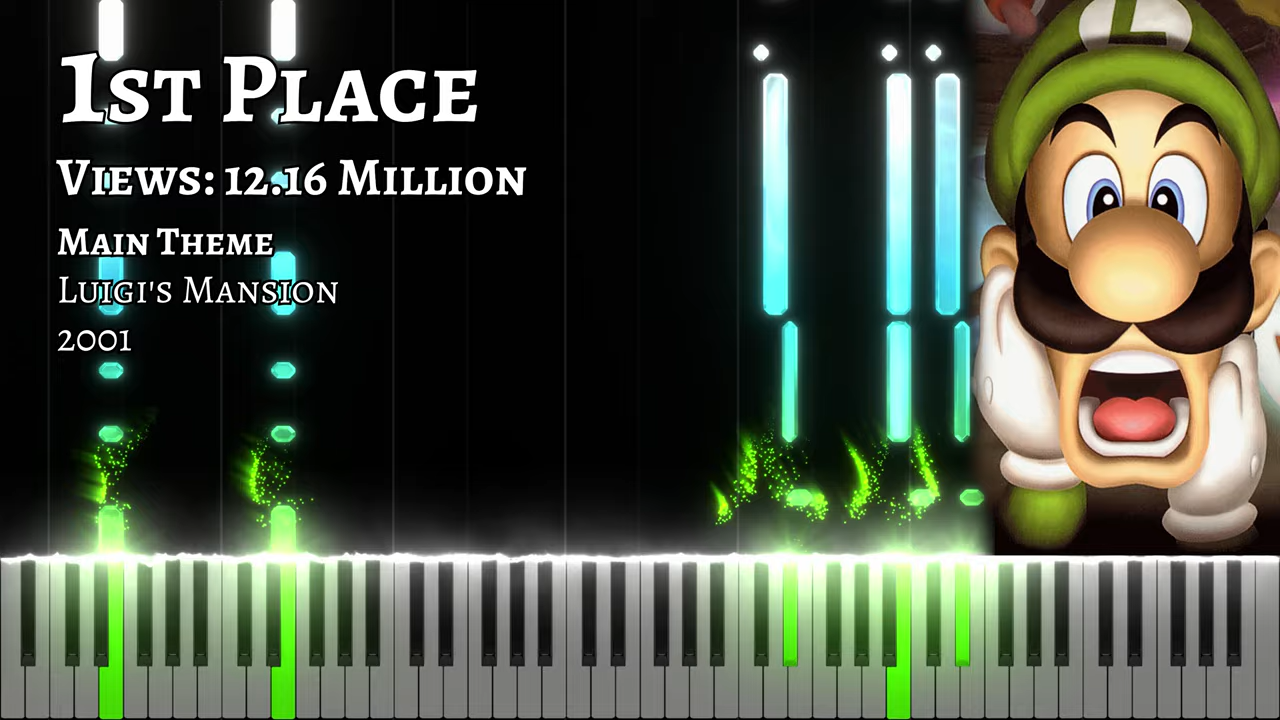 1st Place
Views: 12.16 Million
Main Theme
Luigi's Mansion
2001
L